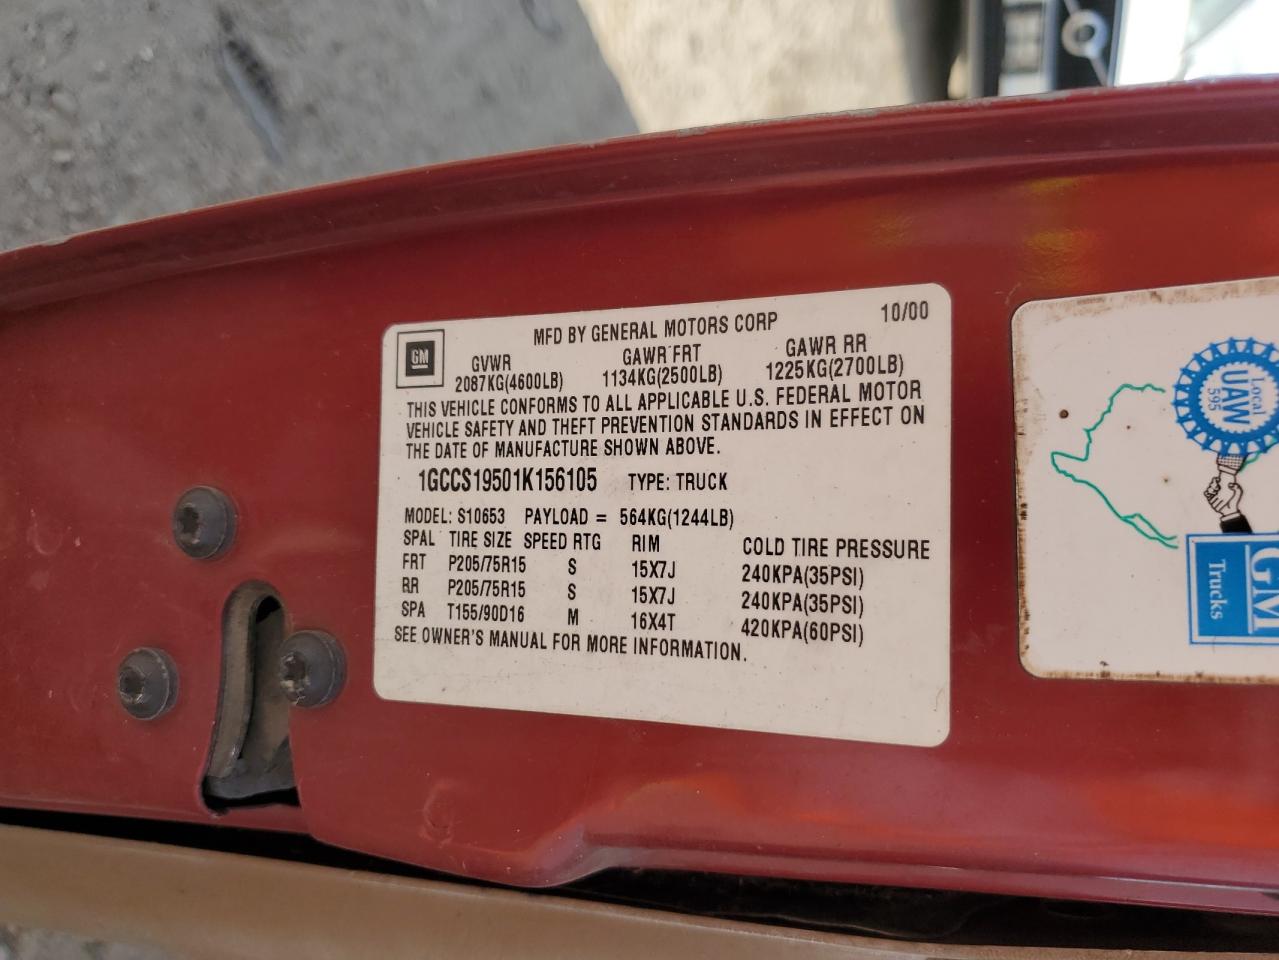 GM
MFD BY GENERAL MOTORS CORP 10/00
GVWR GAWR FRT GAWR RR
2087KG(4600LB) 1134KG(2500LB) 1225KG(2700LB)
THIS VEHICLE CONFORMS TO ALL APPLICABLE U.S. FEDERAL MOTOR
VEHICLE SAFETY AND THEFT PREVENTION STANDARDS IN EFFECT ON
THE DATE OF MANUFACTURE SHOWN ABOVE.
1GCCS19501K156105 TYPE: TRUCK
MODEL: S10653 PAYLOAD = 564KG(1244LB)
SPAL TIRE SIZE SPEED RTG RIM COLD TIRE PRESSURE
FRT P205/75R15 S 15X7J 240KPA(35PSI)
RR P205/75R15 S 15X7J 240KPA(35PSI)
SPA T155/90D16 M 16X4T 420KPA(60PSI)
SEE OWNER'S MANUAL FOR MORE INFORMATION.
Local
UAW
595
GM
Trucks